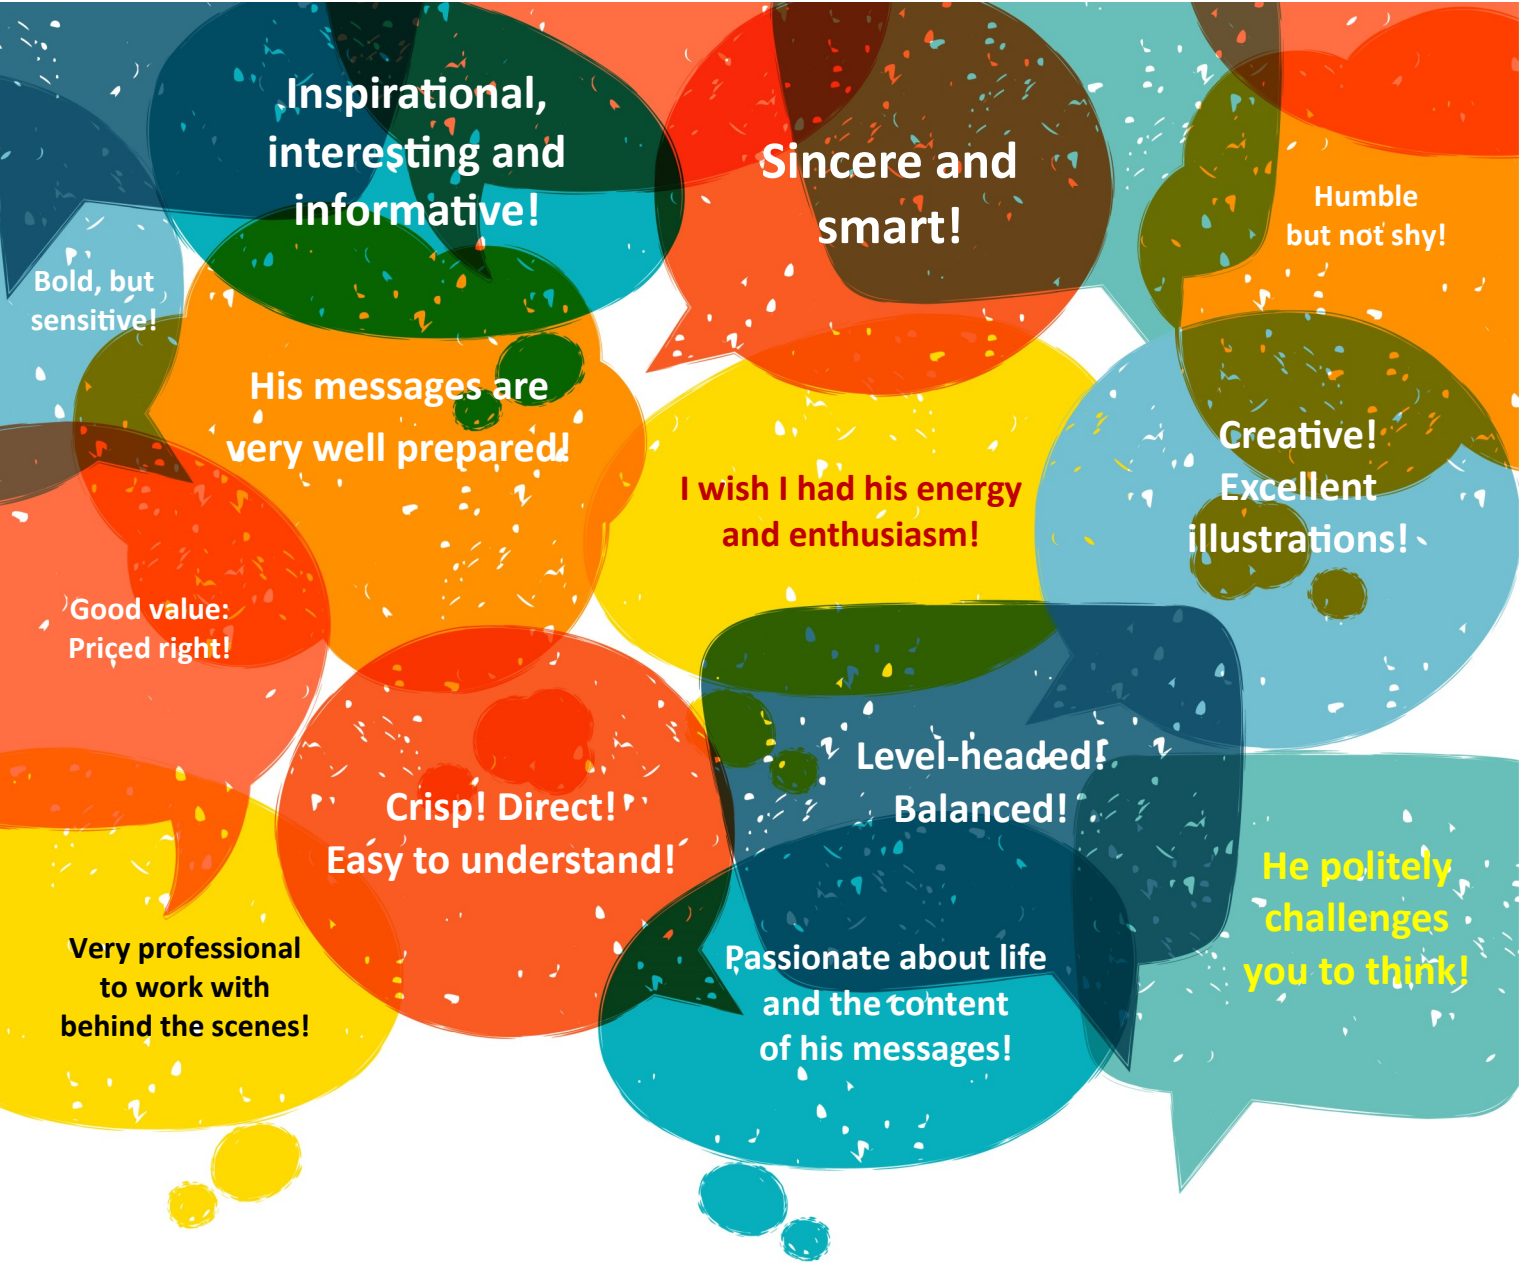 Inspirational,
interesting and
informative!
Sincere and
smart!
Humble
but not shy!
Bold, but
sensitive!
His messages are
very well prepared!
I wish I had his energy
and enthusiasm!
Creative!
Excellent
illustrations!
Good value:
Priced right!
Crisp! Direct!
Easy to understand!
Level-headed!
Balanced!
He politely
challenges
you to think!
Very professional
to work with
behind the scenes!
Passionate about life
and the content
of his messages!